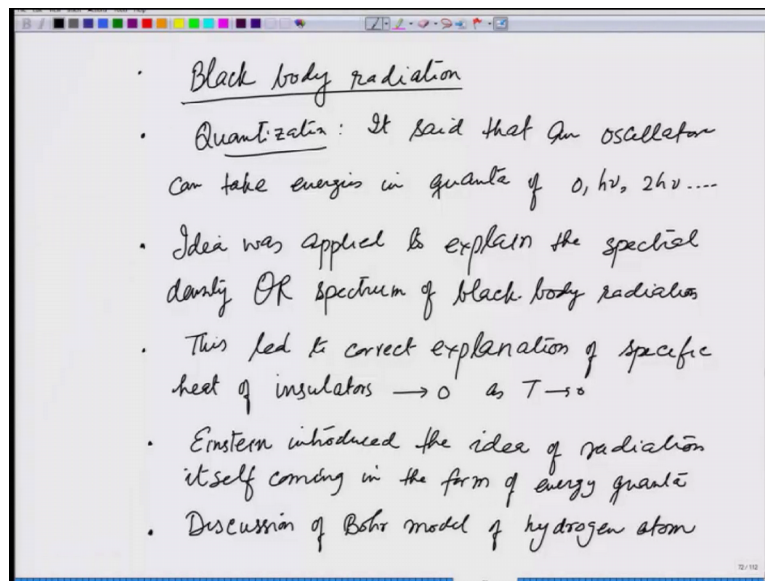 · Black body radiation
· Quantization : It said that an oscillator
can take energies in quanta of 0, hν, 2hν ....
· Idea was applied to explain the spectral
density OR spectrum of black body radiation
· This led to correct explanation of specific
heat of insulators → 0 as T → 0
· Einstein introduced the idea of radiation
itself coming in the form of energy quanta
· Discussion of Bohr model of hydrogen atom
72 / 112